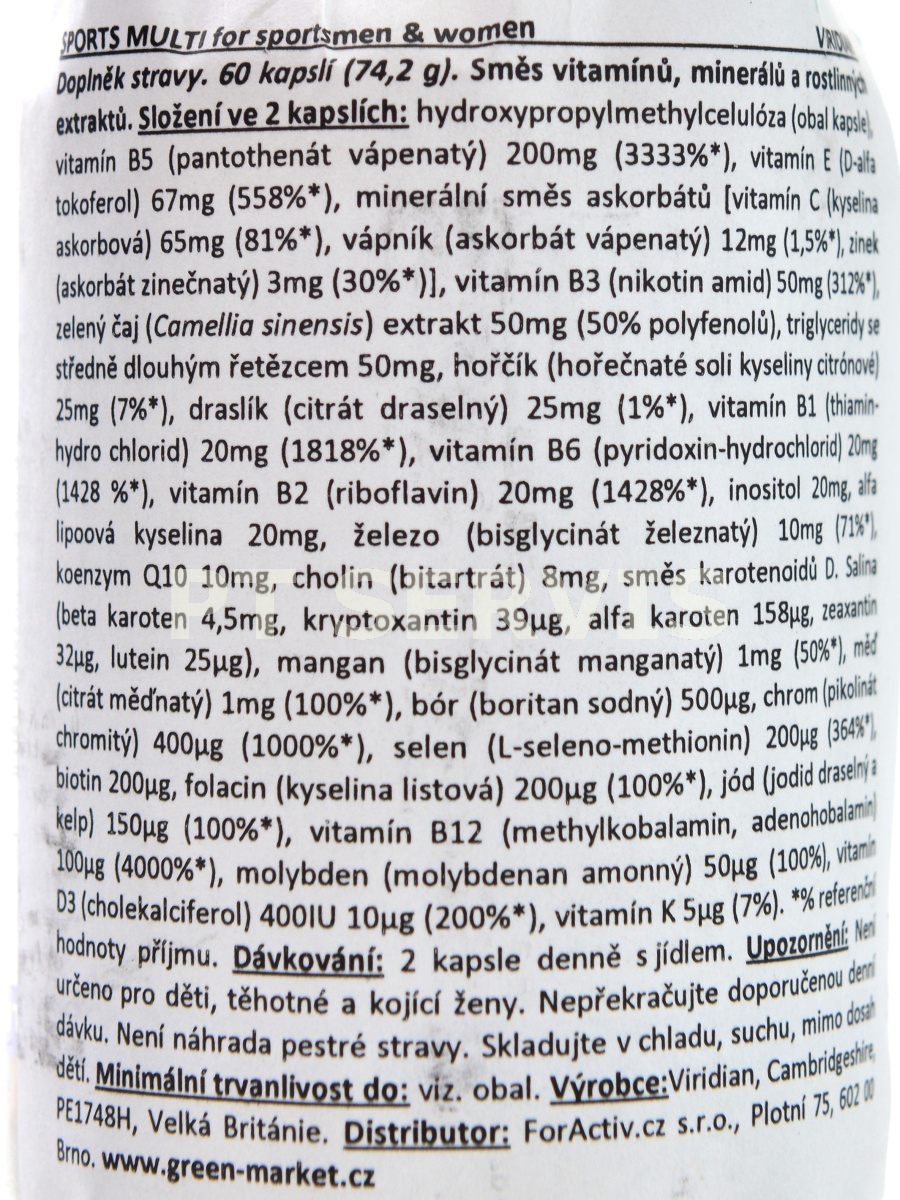 SPORTS MULTI for sportsmen & women VIRIDIAN
Doplněk stravy. 60 kapslí (74,2 g). Směs vitamínů, minerálů a rostlinných
extraktů. Složení ve 2 kapslích: hydroxypropylmethylcelulóza (obal kapsle),
vitamín B5 (pantothenát vápenatý) 200mg (3333%*), vitamín E (D-alfa
tokoferol) 67mg (558%*), minerální směs askorbátů [vitamín C (kyselina
askorbová) 65mg (81%*), vápník (askorbát vápenatý) 12mg (1,5%*), zinek
(askorbát zinečnatý) 3mg (30%*)], vitamín B3 (nikotin amid) 50mg (312%*),
zelený čaj (Camellia sinensis) extrakt 50mg (50% polyfenolů), triglyceridy se
středně dlouhým řetězcem 50mg, hořčík (hořečnaté soli kyseliny citrónové)
25mg (7%*), draslík (citrát draselný) 25mg (1%*), vitamín B1 (thiamin-
hydro chlorid) 20mg (1818%*), vitamín B6 (pyridoxin-hydrochlorid) 20mg
(1428 %*), vitamín B2 (riboflavin) 20mg (1428%*), inositol 20mg, alfa
lipoová kyselina 20mg, železo (bisglycinát železnatý) 10mg (71%*),
koenzym Q10 10mg, cholin (bitartrát) 8mg, směs karotenoidů D. Salina
(beta karoten 4,5mg, kryptoxantin 39µg, alfa karoten 158µg, zeaxantin
32µg, lutein 25µg), mangan (bisglycinát manganatý) 1mg (50%*), měď
(citrát měďnatý) 1mg (100%*), bór (boritan sodný) 500µg, chrom (pikolinát
chromitý) 400µg (1000%*), selen (L-seleno-methionin) 200µg (364%*),
biotin 200µg, folacin (kyselina listová) 200µg (100%*), jód (jodid draselný a
kelp) 150µg (100%*), vitamín B12 (methylkobalamin, adenohobalamin)
100µg (4000%*), molybden (molybdenan amonný) 50µg (100%), vitamin
D3 (cholekalciferol) 400IU 10µg (200%*), vitamín K 5µg (7%). *% referenční
hodnoty příjmu. Dávkování: 2 kapsle denně s jídlem. Upozornění: Není
určeno pro děti, těhotné a kojící ženy. Nepřekračujte doporučenou denní
dávku. Není náhrada pestré stravy. Skladujte v chladu, suchu, mimo dosah
dětí. Minimální trvanlivost do: viz. obal. Výrobce:Viridian, Cambridgeshire,
PE1748H, Velká Británie. Distributor: ForActiv.cz s.r.o., Plotní 75, 602 00
Brno. www.green-market.cz
PT SERVIS